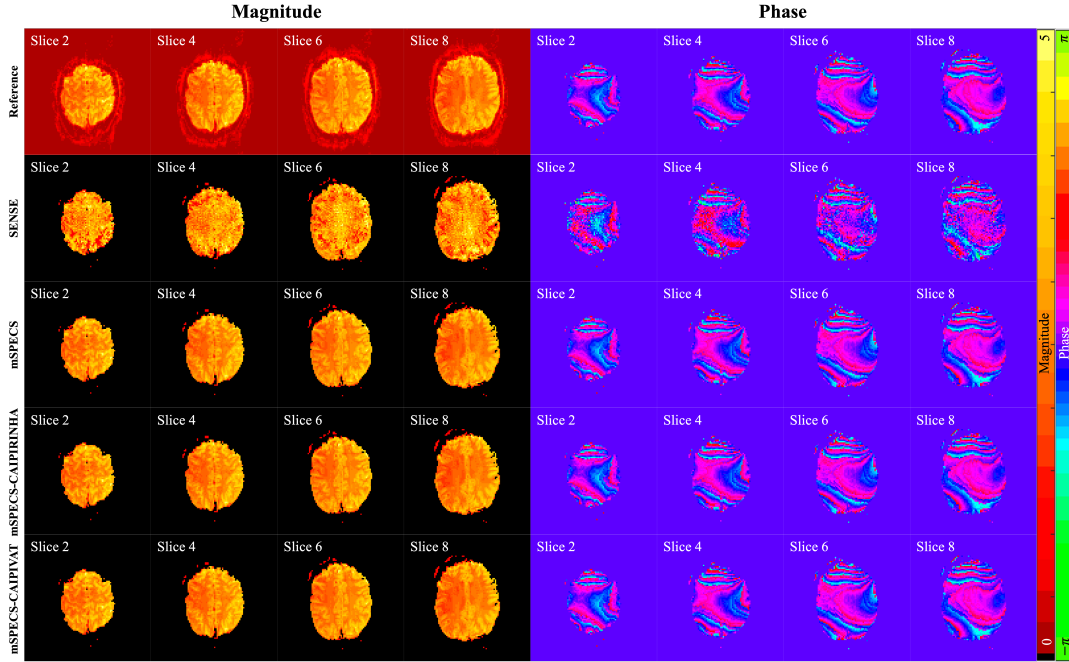 Magnitude Phase
Reference
Slice 2 Slice 4 Slice 6 Slice 8 Slice 2 Slice 4 Slice 6 Slice 8
SENSE
Slice 2 Slice 4 Slice 6 Slice 8 Slice 2 Slice 4 Slice 6 Slice 8
mSPECS
Slice 2 Slice 4 Slice 6 Slice 8 Slice 2 Slice 4 Slice 6 Slice 8
mSPECS-CAIPIRINHA
Slice 2 Slice 4 Slice 6 Slice 8 Slice 2 Slice 4 Slice 6 Slice 8
mSPECS-CAIPIVAT
Slice 2 Slice 4 Slice 6 Slice 8 Slice 2 Slice 4 Slice 6 Slice 8
5
Magnitude
0
π
Phase
−π